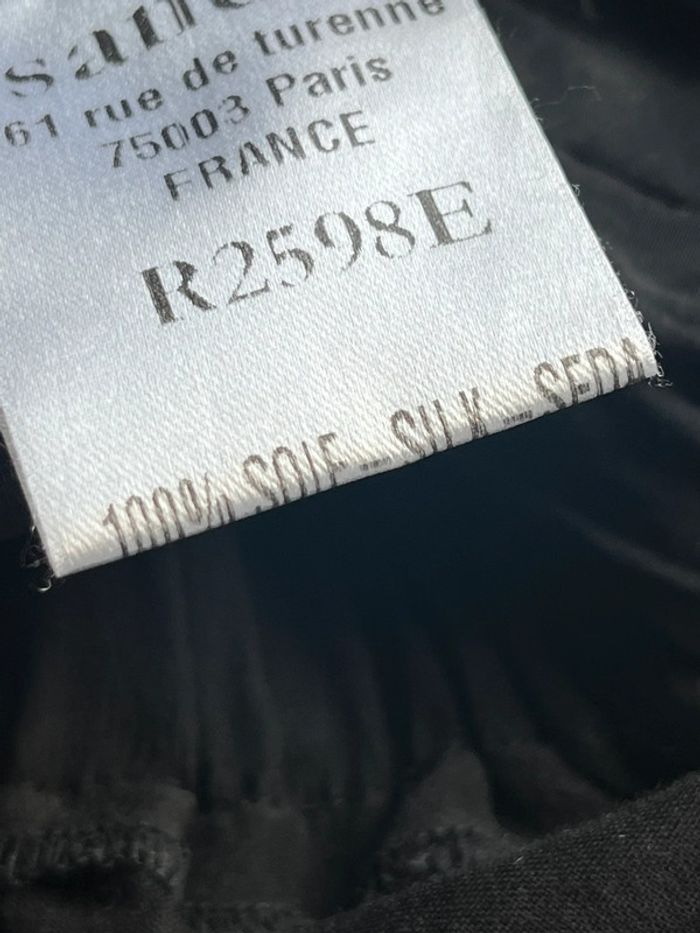 61 rue de turenne
75003 Paris
FRANCE
R2598E
100% SOIE _ SILK _ SEDA